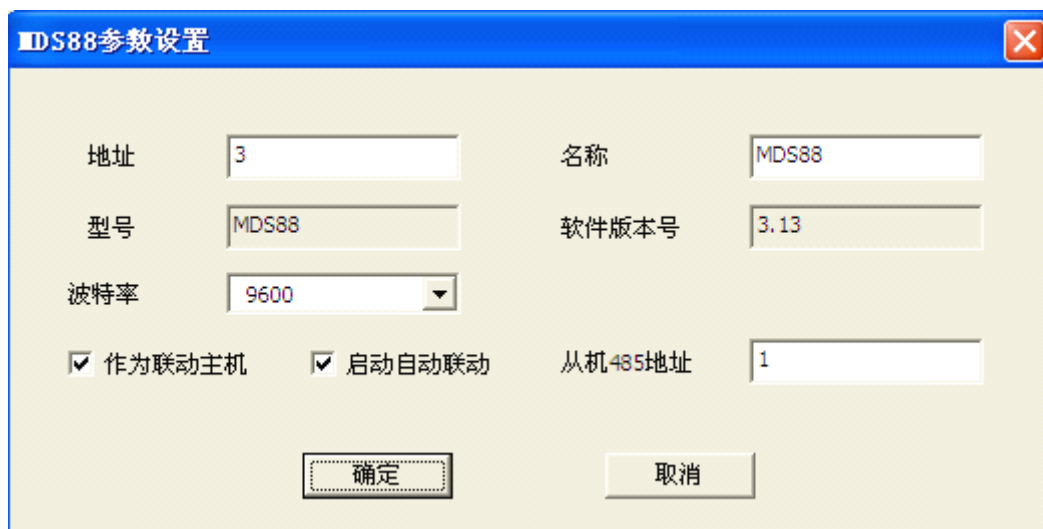 MDS88参数设置
地址 3 名称 MDS88
型号 MDS88 软件版本号 3.13
波特率 9600
作为联动主机 启动自动联动 从机485地址 1
确定 取消